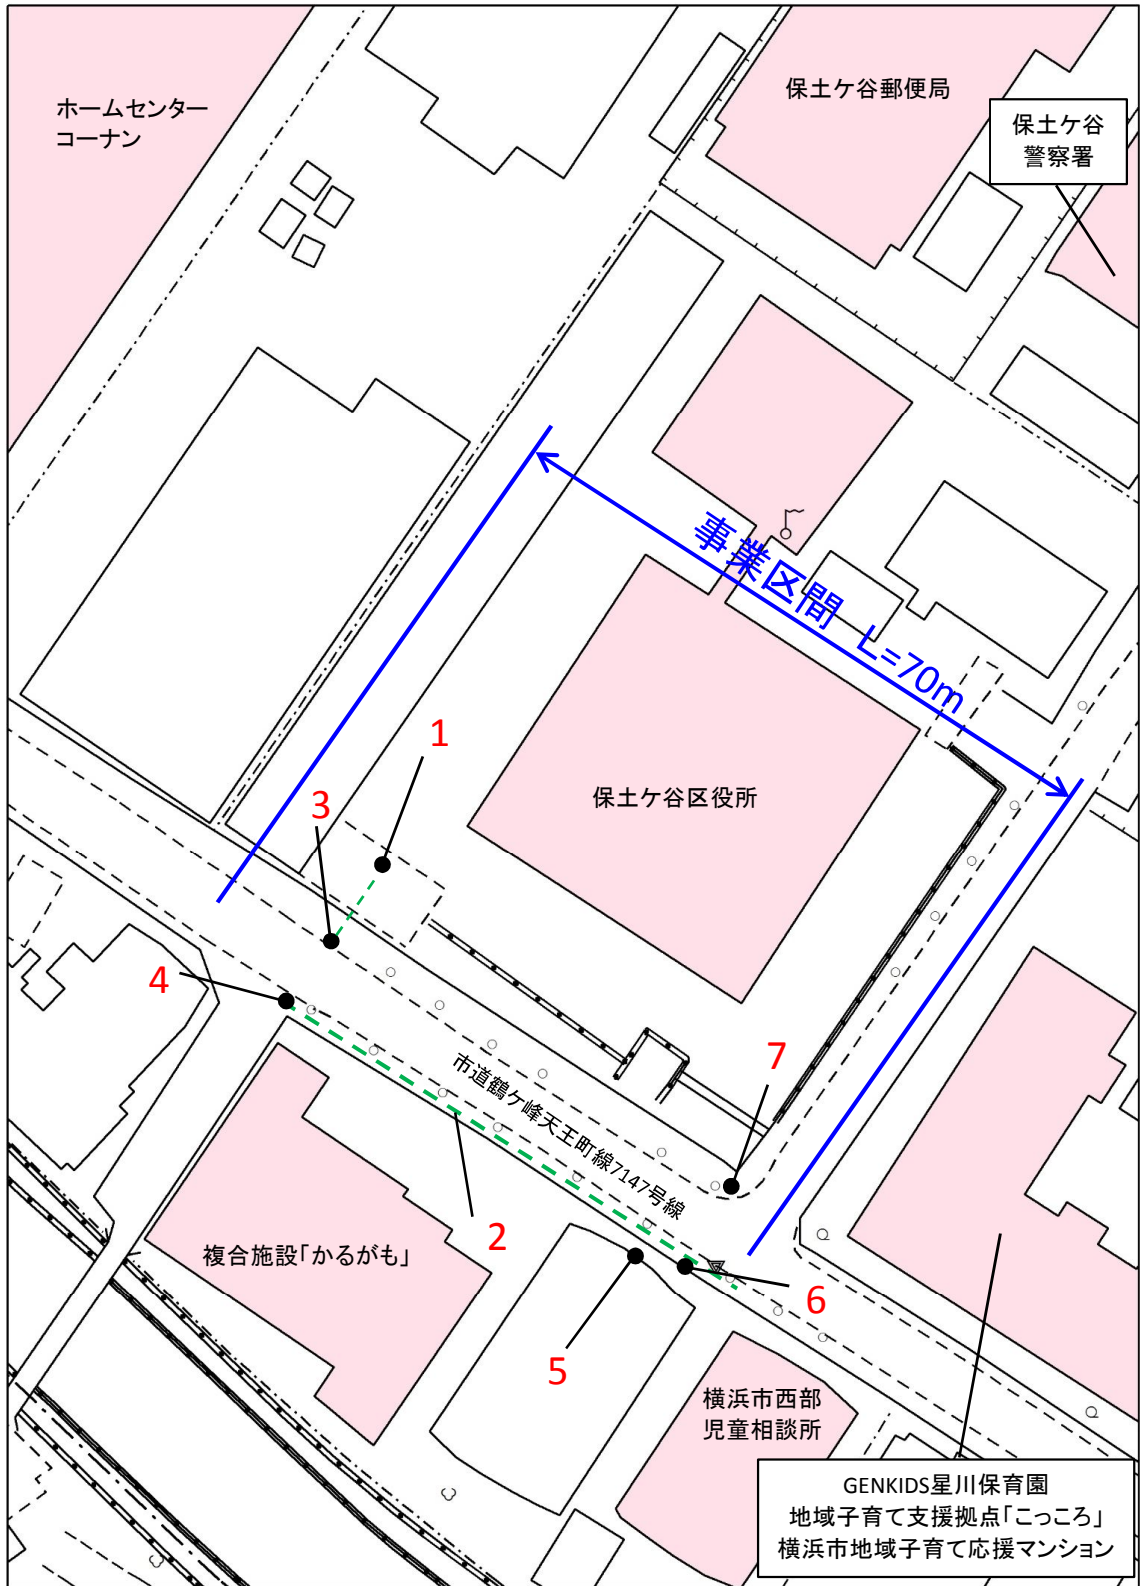 ホームセンター
コーナン
保土ケ谷郵便局
保土ケ谷
警察署
事業区間 L=70m
1
3
保土ケ谷区役所
4
7
市道鶴ケ峰天王町線7147号線
2
複合施設「かるがも」
6
5
横浜市西部
児童相談所
GENKIDS星川保育園
地域子育て支援拠点「こっころ」
横浜市地域子育て応援マンション